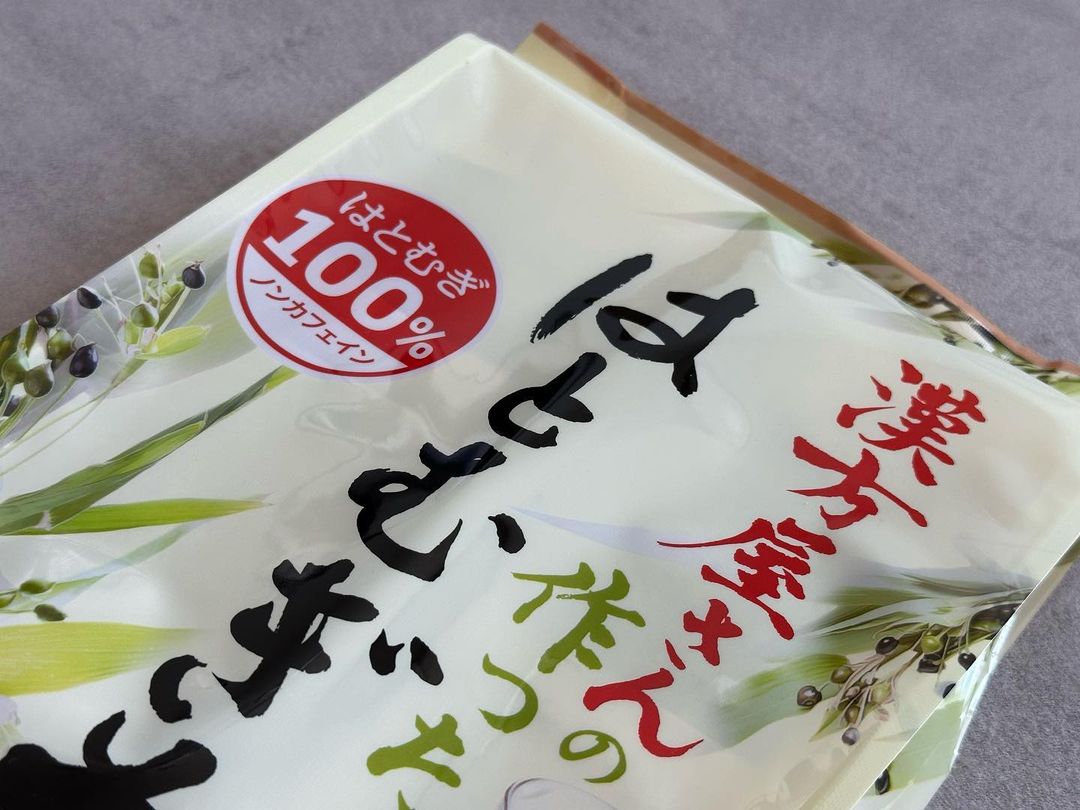 はとむぎ
100%
ノンカフェイン
漢方屋さんの
作った
はとむぎ